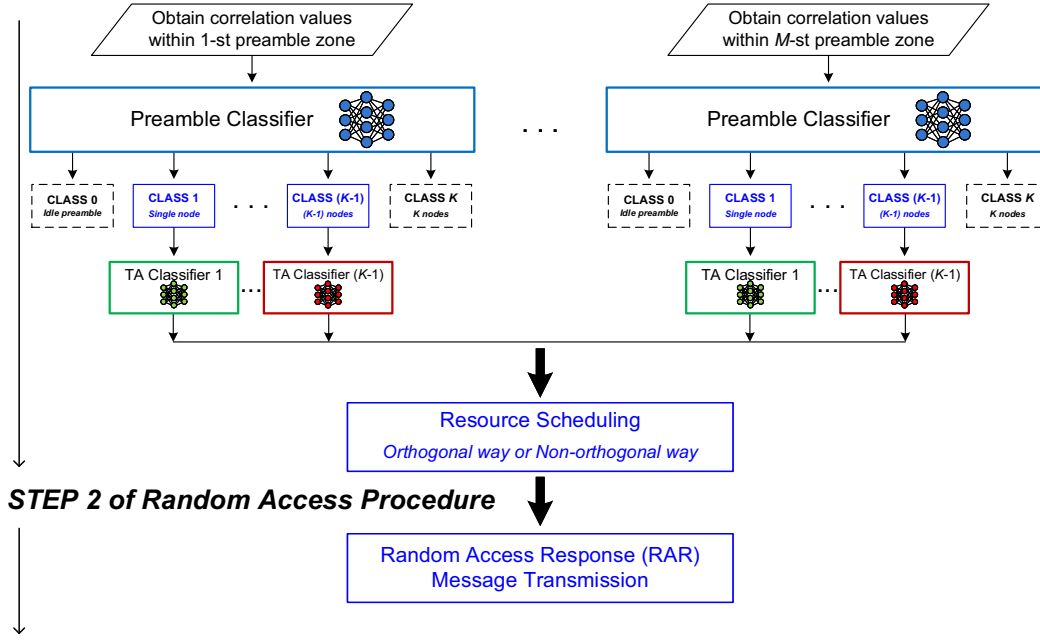 Obtain correlation values
within 1-st preamble zone
Obtain correlation values
within M-st preamble zone
Preamble Classifier
. . .
Preamble Classifier
CLASS 0
Idle preamble
CLASS 1
Single node
. . .
CLASS (K-1)
(K-1) nodes
CLASS K
K nodes
CLASS 0
Idle preamble
CLASS 1
Single node
. . .
CLASS (K-1)
(K-1) nodes
CLASS K
K nodes
TA Classifier 1
...
TA Classifier (K-1)
TA Classifier 1
...
TA Classifier (K-1)
Resource Scheduling
Orthogonal way or Non-orthogonal way
STEP 2 of Random Access Procedure
Random Access Response (RAR)
Message Transmission